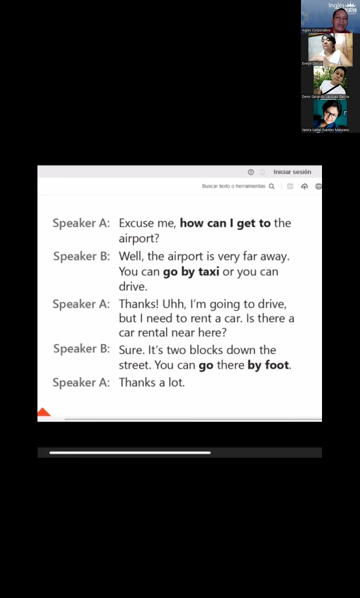 Inglés
Inglés Corporativo
Iniciar sesión
Buscar texto o herramientas
Speaker A: Excuse me, how can I get to the
airport?
Speaker B: Well, the airport is very far away.
You can go by taxi or you can
drive.
Speaker A: Thanks! Uhh, I'm going to drive,
but I need to rent a car. Is there a
car rental near here?
Speaker B: Sure. It's two blocks down the
street. You can go there by foot.
Speaker A: Thanks a lot.